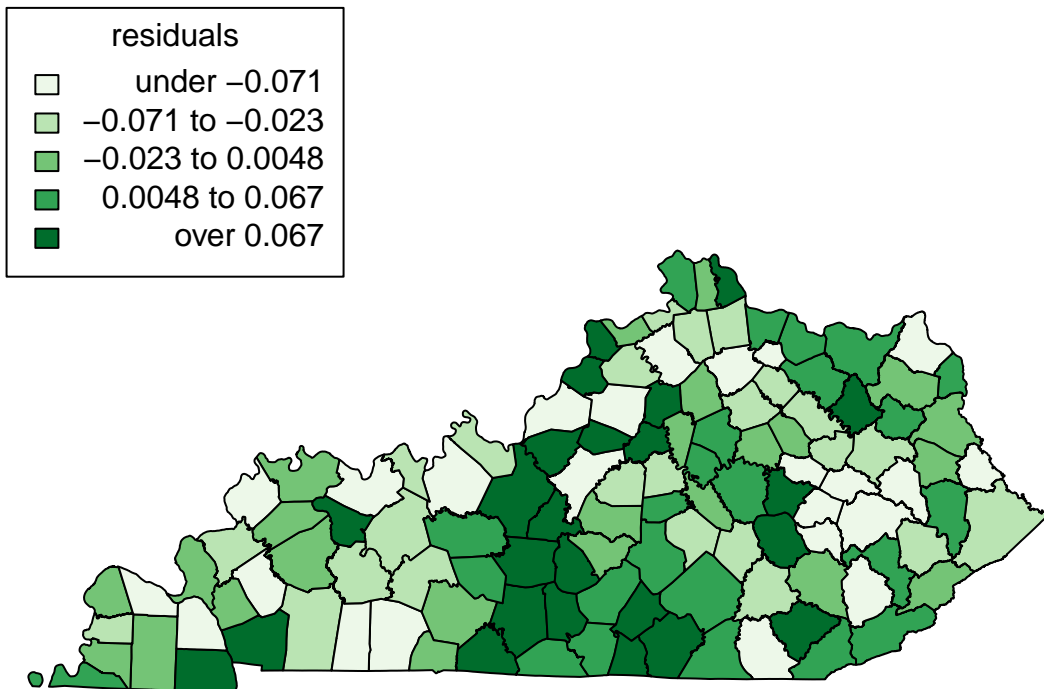 residuals
under −0.071
−0.071 to −0.023
−0.023 to 0.0048
0.0048 to 0.067
over 0.067